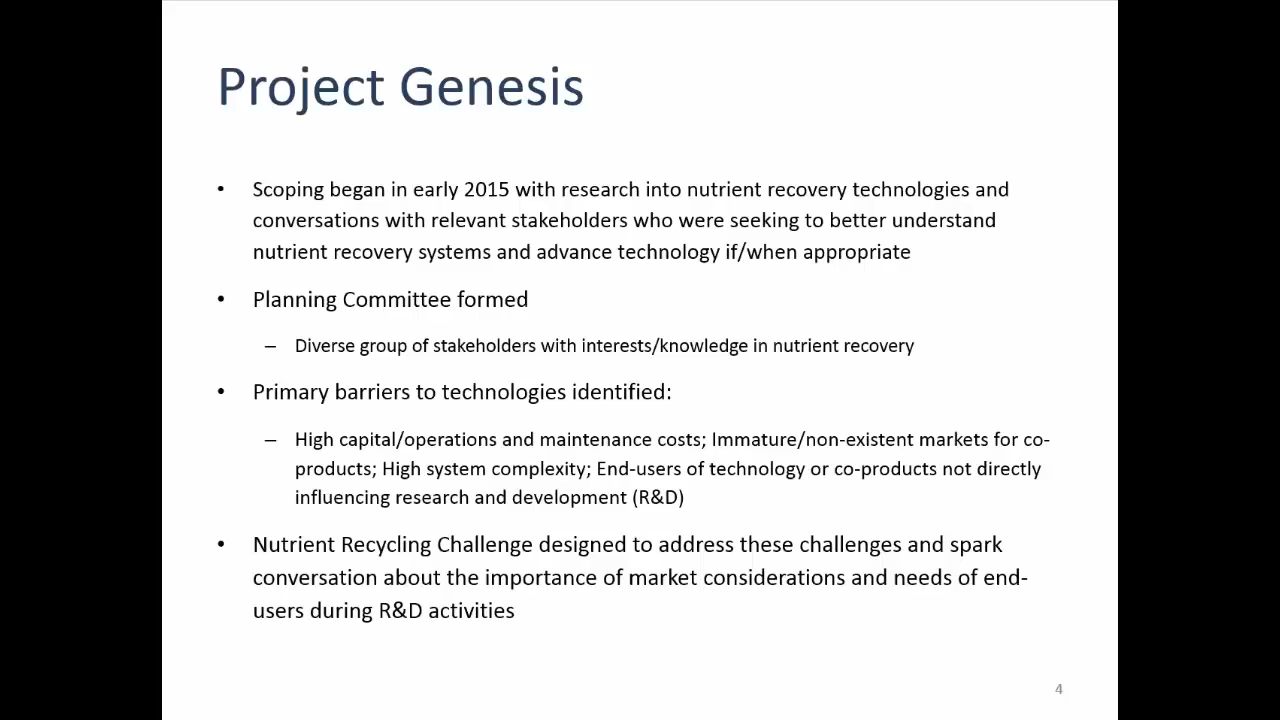 Project Genesis
• Scoping began in early 2015 with research into nutrient recovery technologies and
conversations with relevant stakeholders who were seeking to better understand
nutrient recovery systems and advance technology if/when appropriate
• Planning Committee formed
– Diverse group of stakeholders with interests/knowledge in nutrient recovery
• Primary barriers to technologies identified:
– High capital/operations and maintenance costs; Immature/non-existent markets for co-
products; High system complexity; End-users of technology or co-products not directly
influencing research and development (R&D)
• Nutrient Recycling Challenge designed to address these challenges and spark
conversation about the importance of market considerations and needs of end-
users during R&D activities
4